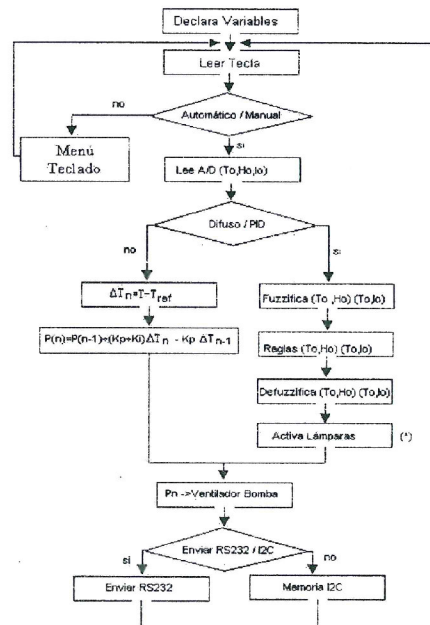 Declara Variables
Leer Tecla
Automático / Manual
no
si
Menú
Teclado
Lee A/D (To,Ho,Io)
Difuso / PID
no
si
ΔTn=T-Tref
Fuzzifica (To ,Ho) (To,Io)
P(n)=P(n-1)+(Kp+Ki)ΔTn - Kp ΔTn-1
Reglas (To,Ho) (To,Io)
Defuzzifica (To,Ho) (To,Io)
Activa Lámparas
(*)
Pn ->Ventilador Bomba
Enviar RS232 / I2C
si
no
Enviar RS232
Memoria I2C